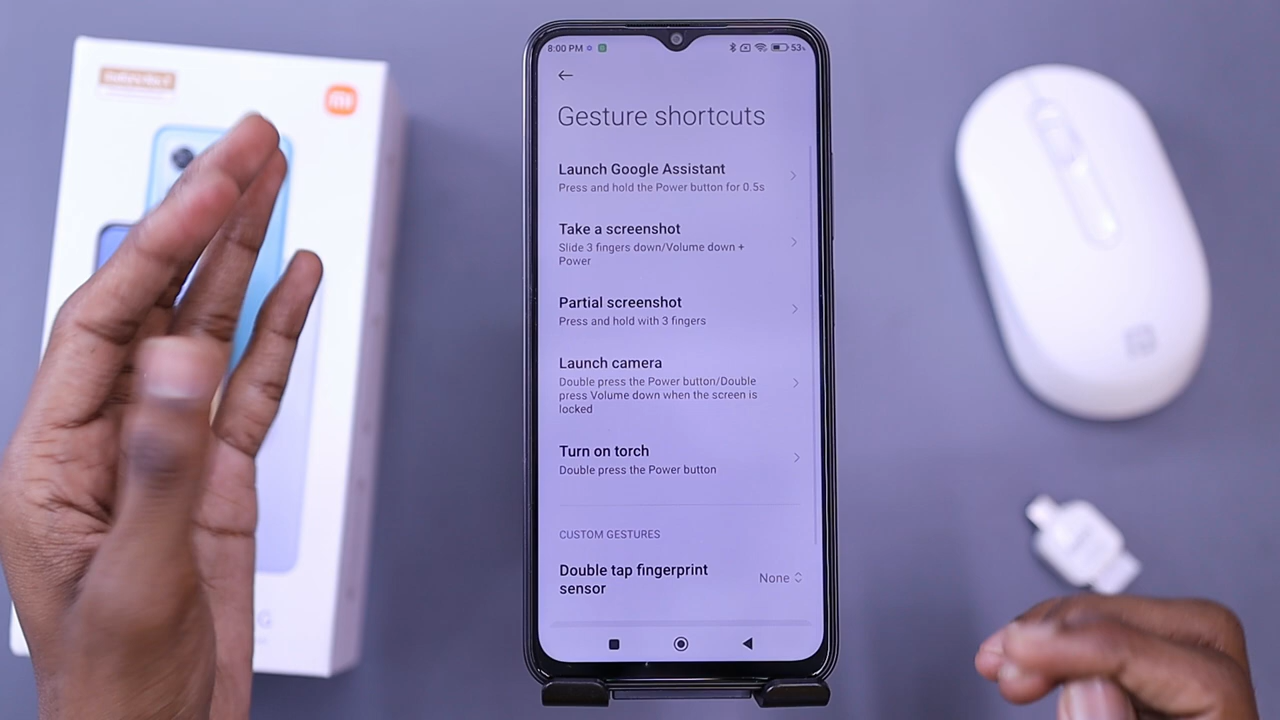 8:00 PM
53%
Gesture shortcuts
Launch Google Assistant
Press and hold the Power button for 0.5s
Take a screenshot
Slide 3 fingers down/Volume down +
Power
Partial screenshot
Press and hold with 3 fingers
Launch camera
Double press the Power button/Double
press Volume down when the screen is
locked
Turn on torch
Double press the Power button
CUSTOM GESTURES
Double tap fingerprint
sensor
None